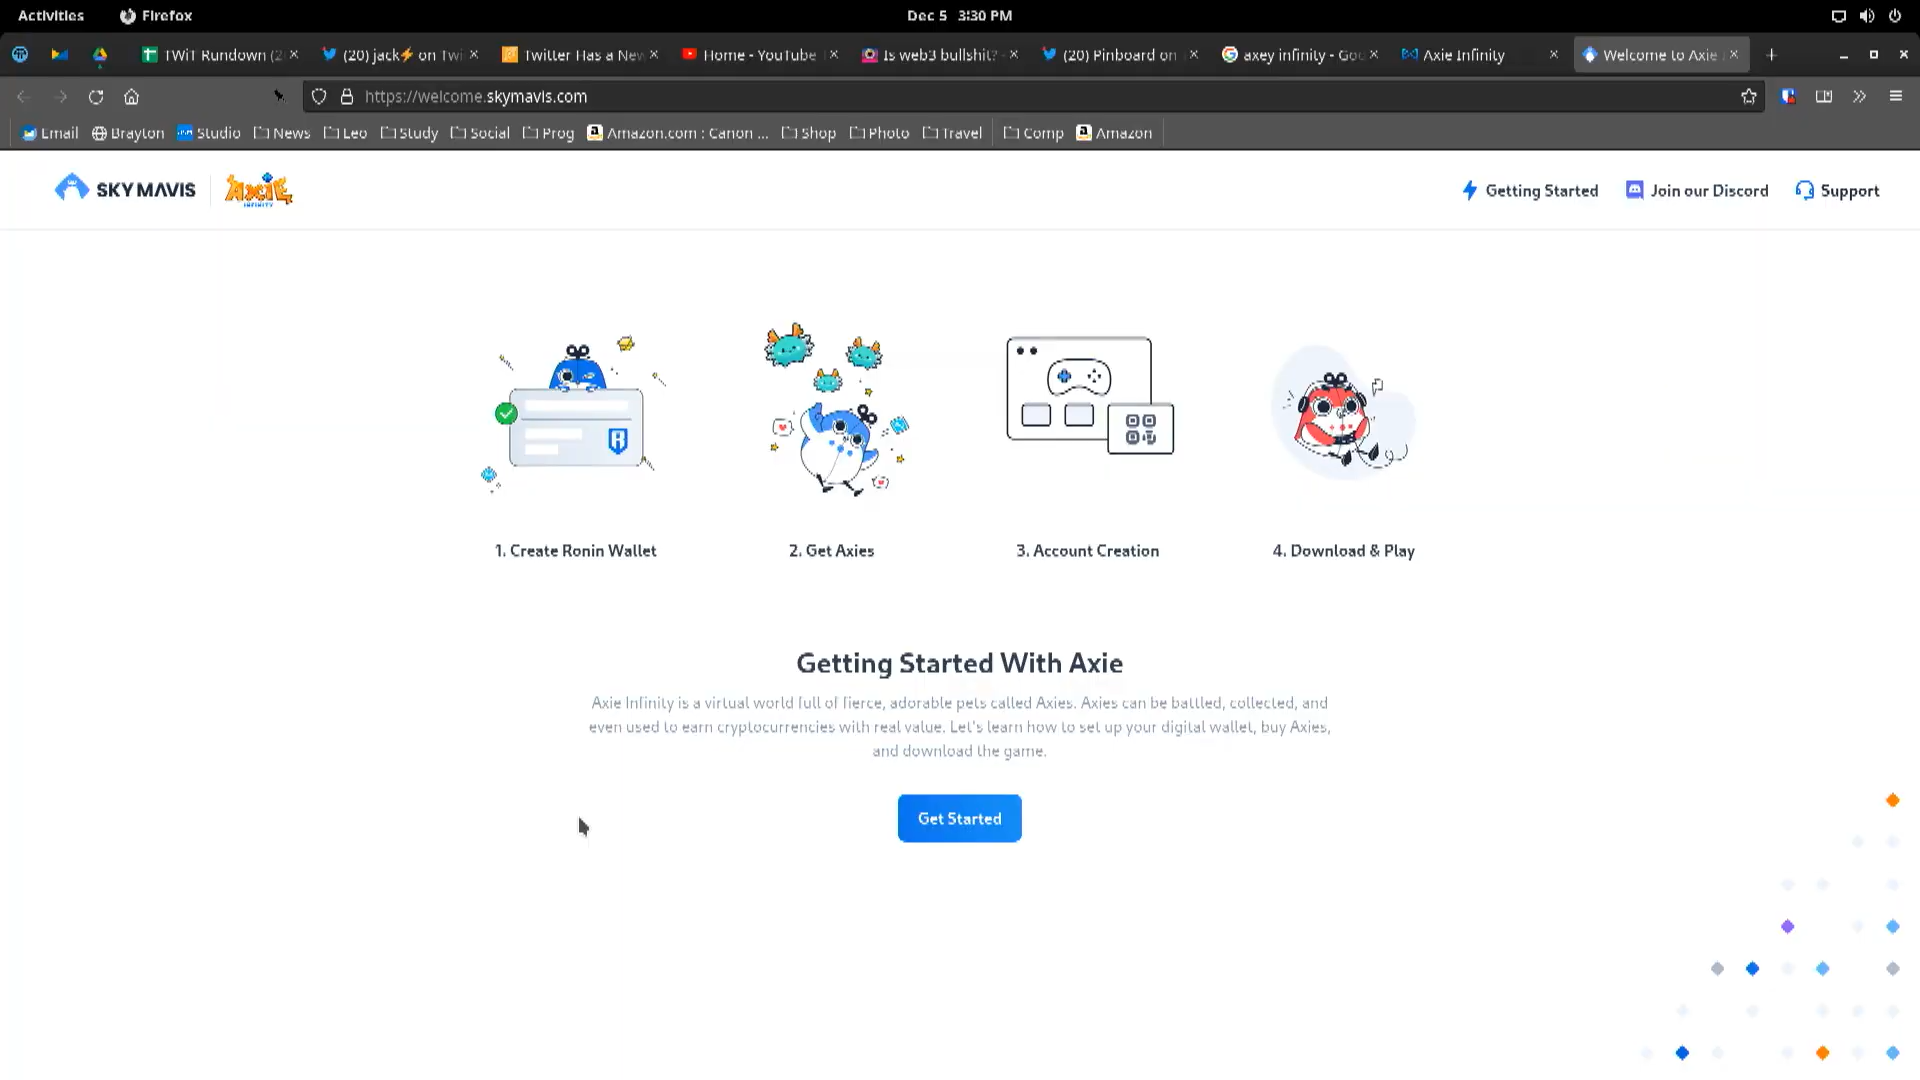 Activities Firefox Dec 5 3:30 PM
TWiT Rundown (2 (20) jack⚡ on Twi Twitter Has a New Home - YouTube Is web3 bullshit? - (20) Pinboard on axey infinity - Goo Axie Infinity Welcome to Axie
https://welcome.skymavis.com
Email Brayton Studio News Leo Study Social Prog Amazon.com : Canon ... Shop Photo Travel Comp Amazon
SKY MAVIS AXIE INFINITY Getting Started Join our Discord Support
1. Create Ronin Wallet 2. Get Axies 3. Account Creation 4. Download & Play
Getting Started With Axie
Axie Infinity is a virtual world full of fierce, adorable pets called Axies. Axies can be battled, collected, and
even used to earn cryptocurrencies with real value. Let's learn how to set up your digital wallet, buy Axies,
and download the game.
Get Started